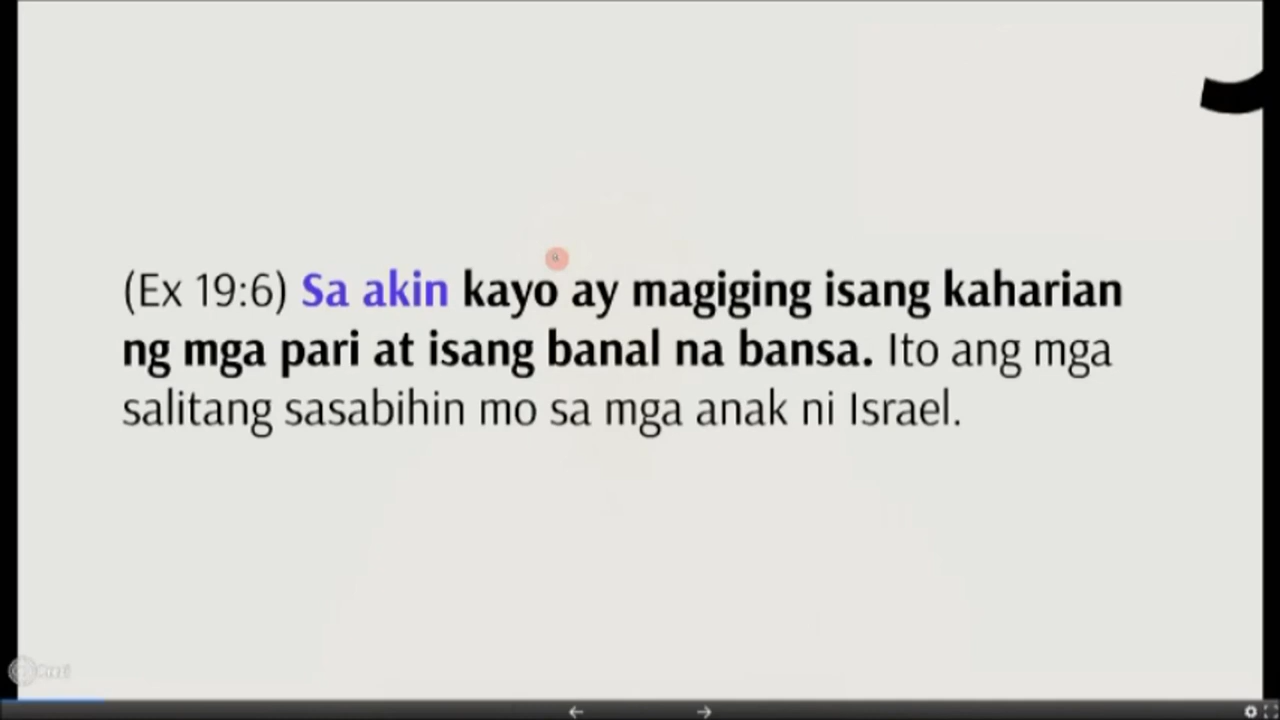 (Ex 19:6) Sa akin kayo ay magiging isang kaharian
ng mga pari at isang banal na bansa. Ito ang mga
salitang sasabihin mo sa mga anak ni Israel.